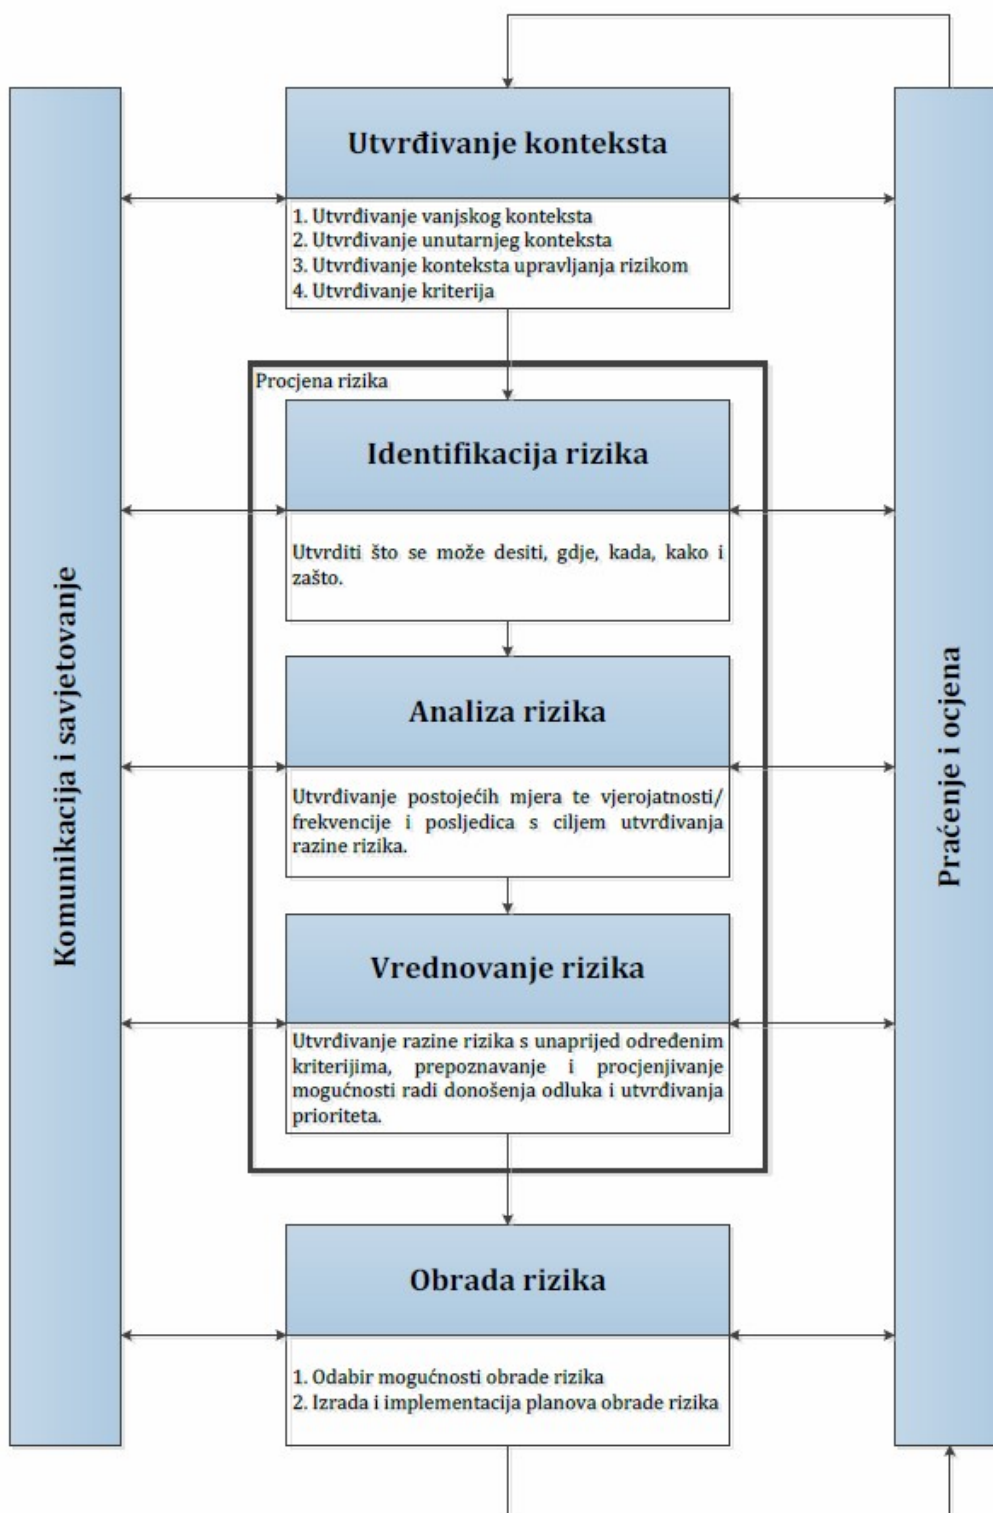 Utvrđivanje konteksta
1. Utvrđivanje vanjskog konteksta
2. Utvrđivanje unutarnjeg konteksta
3. Utvrđivanje konteksta upravljanja rizikom
4. Utvrđivanje kriterija
Procjena rizika
Identifikacija rizika
Utvrditi što se može desiti, gdje, kada, kako i
zašto.
Analiza rizika
Utvrđivanje postojećih mjera te vjerojatnosti/
frekvencije i posljedica s ciljem utvrđivanja
razine rizika.
Vrednovanje rizika
Utvrđivanje razine rizika s unaprijed određenim
kriterijima, prepoznavanje i procjenjivanje
mogućnosti radi donošenja odluka i utvrđivanja
prioriteta.
Obrada rizika
1. Odabir mogućnosti obrade rizika
2. Izrada i implementacija planova obrade rizika
Komunikacija i savjetovanje
Praćenje i ocjena